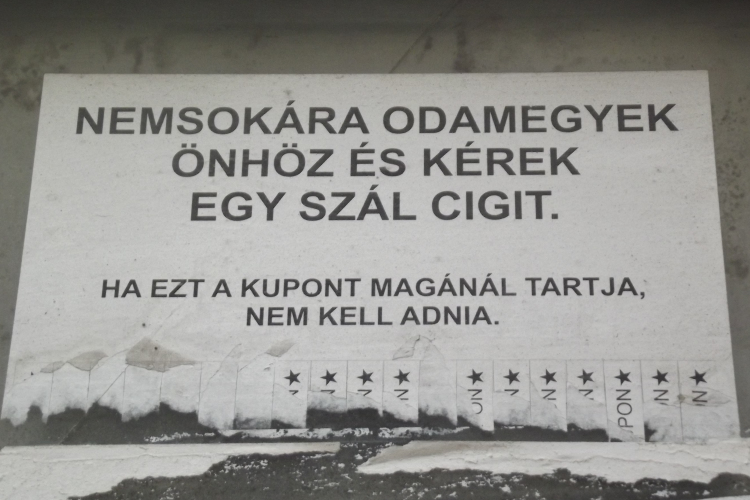 NEMSOKÁRA ODAMEGYEK
ÖNHÖZ ÉS KÉREK
EGY SZÁL CIGIT.
HA EZT A KUPONT MAGÁNÁL TARTJA,
NEM KELL ADNIA.